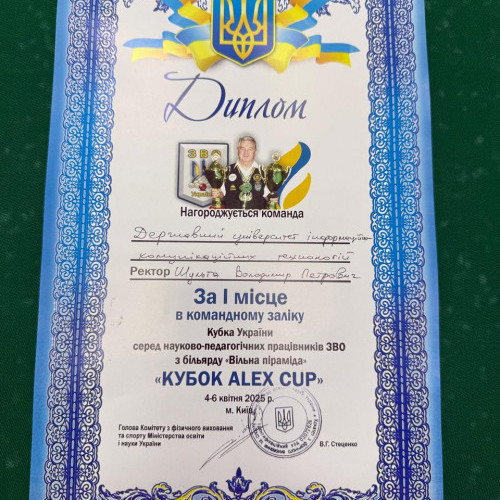 Диплом
ЗВО
Нагороджується команда
Державний університет інформаційно-
комунікаційних технологій
Ректор Шульга Володимир Петрович
За І місце
в командному заліку
Кубка України
серед науково-педагогічних працівників ЗВО
з більярду «Вільна піраміда»
«КУБОК ALEX CUP»
4-6 квітня 2025 р.
м. Київ
Голова Комітету з фізичного виховання
та спорту Міністерства освіти
і науки України
В.Г. Стеценко